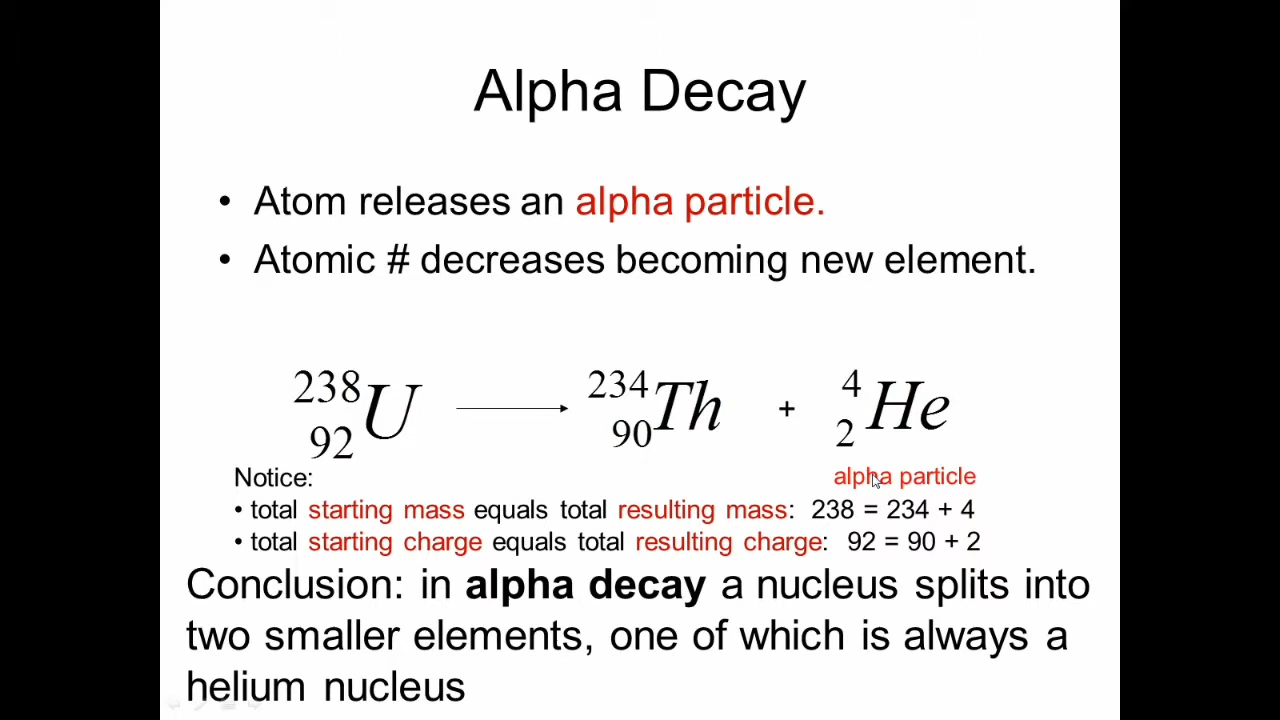 Alpha Decay
• Atom releases an alpha particle.
• Atomic # decreases becoming new element.
238 92 U → 234 90 Th + 4 2 He
Notice: alpha particle
• total starting mass equals total resulting mass: 238 = 234 + 4
• total starting charge equals total resulting charge: 92 = 90 + 2
Conclusion: in alpha decay a nucleus splits into
two smaller elements, one of which is always a
helium nucleus